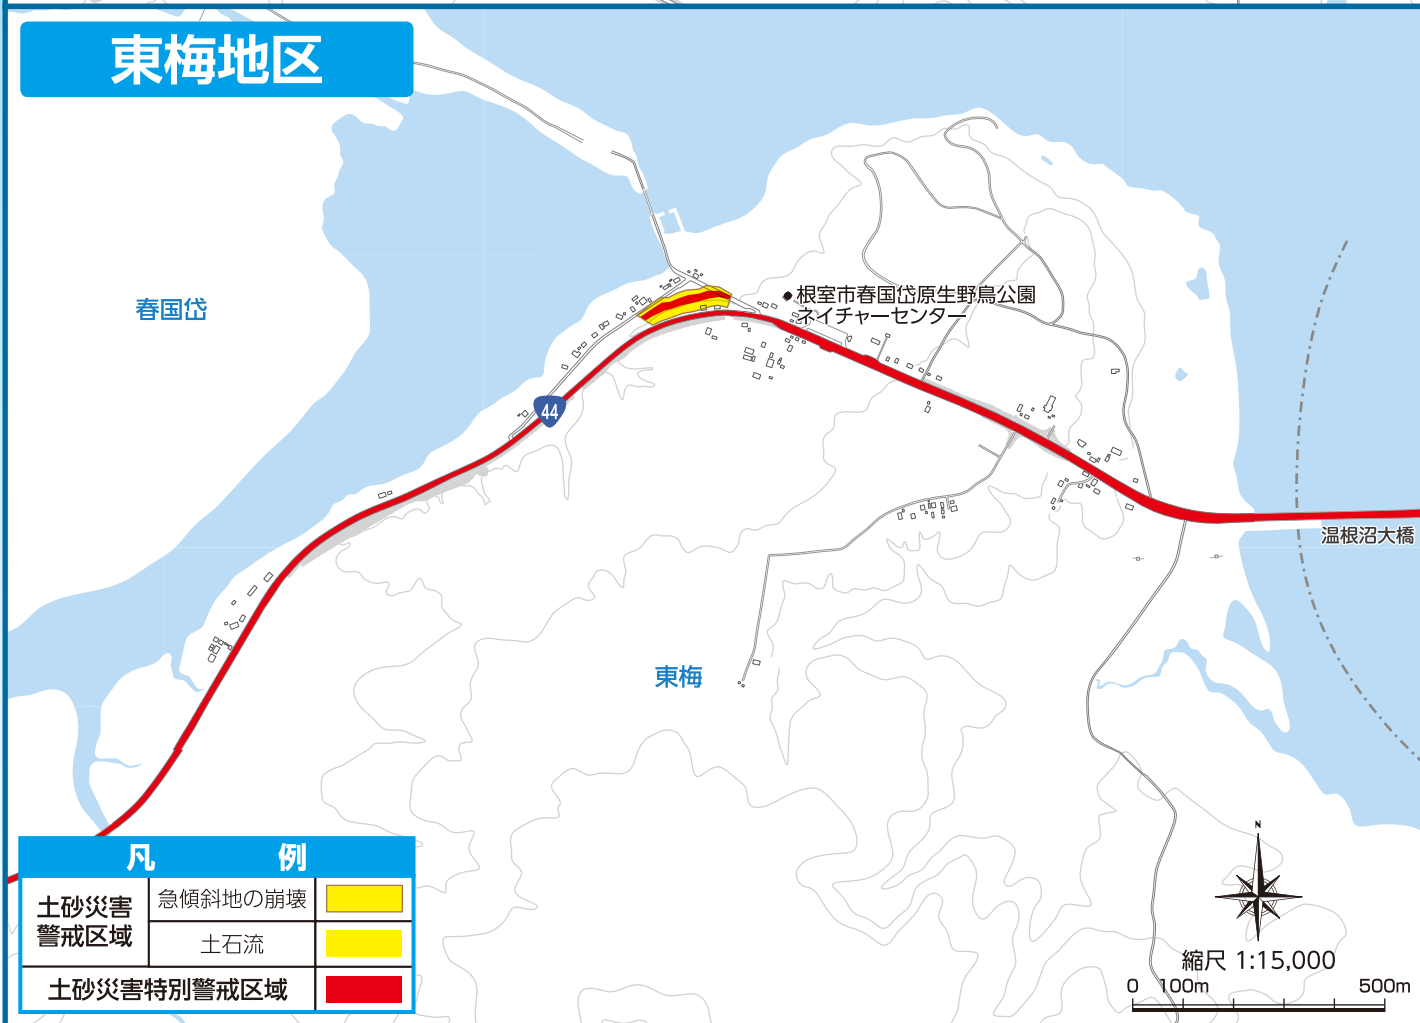 東梅地区
春国岱
根室市春国岱原生野鳥公園
ネイチャーセンター
44
温根沼大橋
東梅
凡 例
土砂災害
警戒区域
急傾斜地の崩壊
土石流
土砂災害特別警戒区域
N
縮尺 1:15,000
0 100m 500m